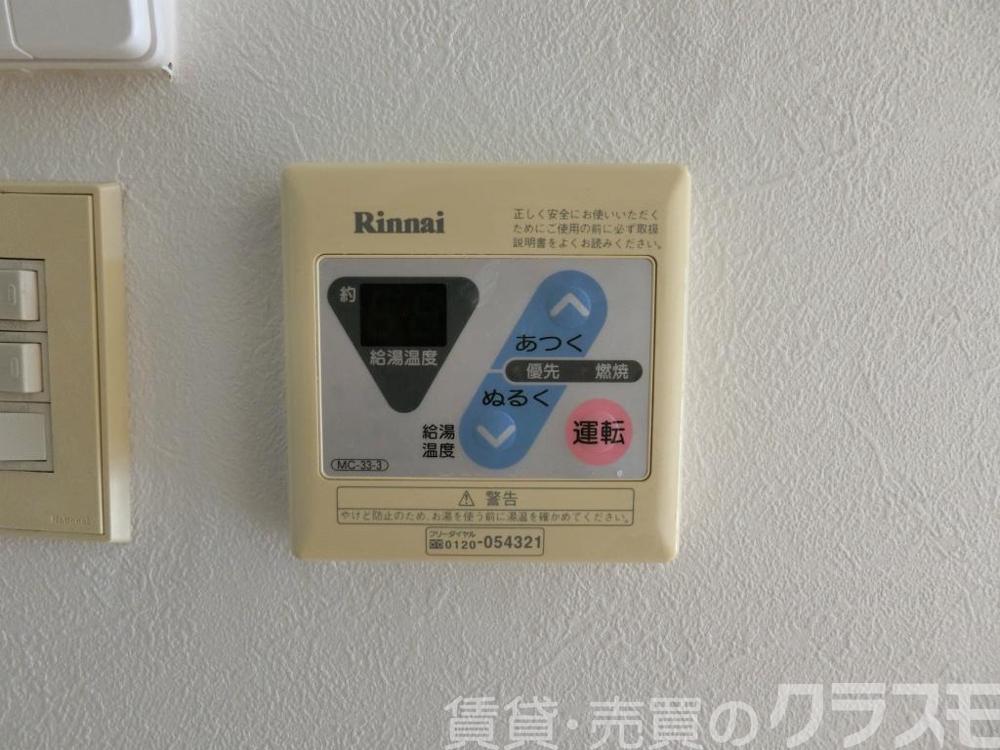 Rinnai
正しく安全にお使いいただく
ためにご使用の前に必ず取扱
説明書をよくお読みください。
約
給湯温度
あつく
優先 燃焼
ぬるく
給湯
温度
運転
MC-33-3
⚠ 警告
やけど防止のため、お湯を使う前に湯温を確かめてください。
フリーダイヤル
0120-054321
National
賃貸・売買のクラスモ